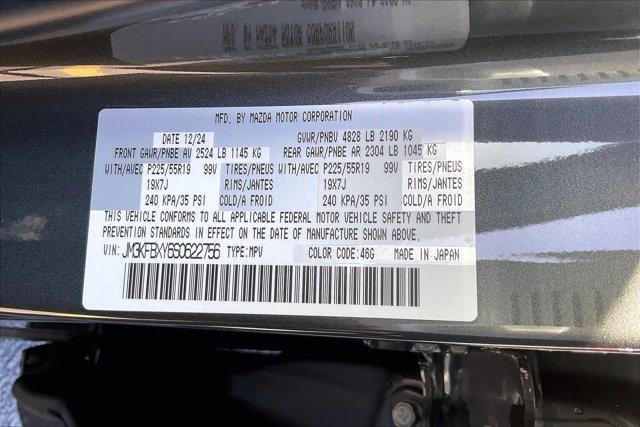 MFD. BY MAZDA MOTOR CORPORATION
DATE 12/24 GVWR/PNBV 4828 LB 2190 KG
FRONT GAWR/PNBE AV 2524 LB 1145 KG REAR GAWR/PNBE AR 2304 LB 1045 KG
WITH/AVEC P225/55R19 99V TIRES/PNEUS WITH/AVEC P225/55R19 99V TIRES/PNEUS
19X7J RIMS/JANTES 19X7J RIMS/JANTES
240 KPA/35 PSI COLD/A FROID 240 KPA/35 PSI COLD/A FROID
THIS VEHICLE CONFORMS TO ALL APPLICABLE FEDERAL MOTOR VEHICLE SAFETY AND THEFT
PREVENTION STANDARDS IN EFFECT ON THE DATE OF MANUFACTURE SHOWN ABOVE.
VIN: JM3KFBXY6S0622756 TYPE: MPV COLOR CODE: 46G MADE IN JAPAN